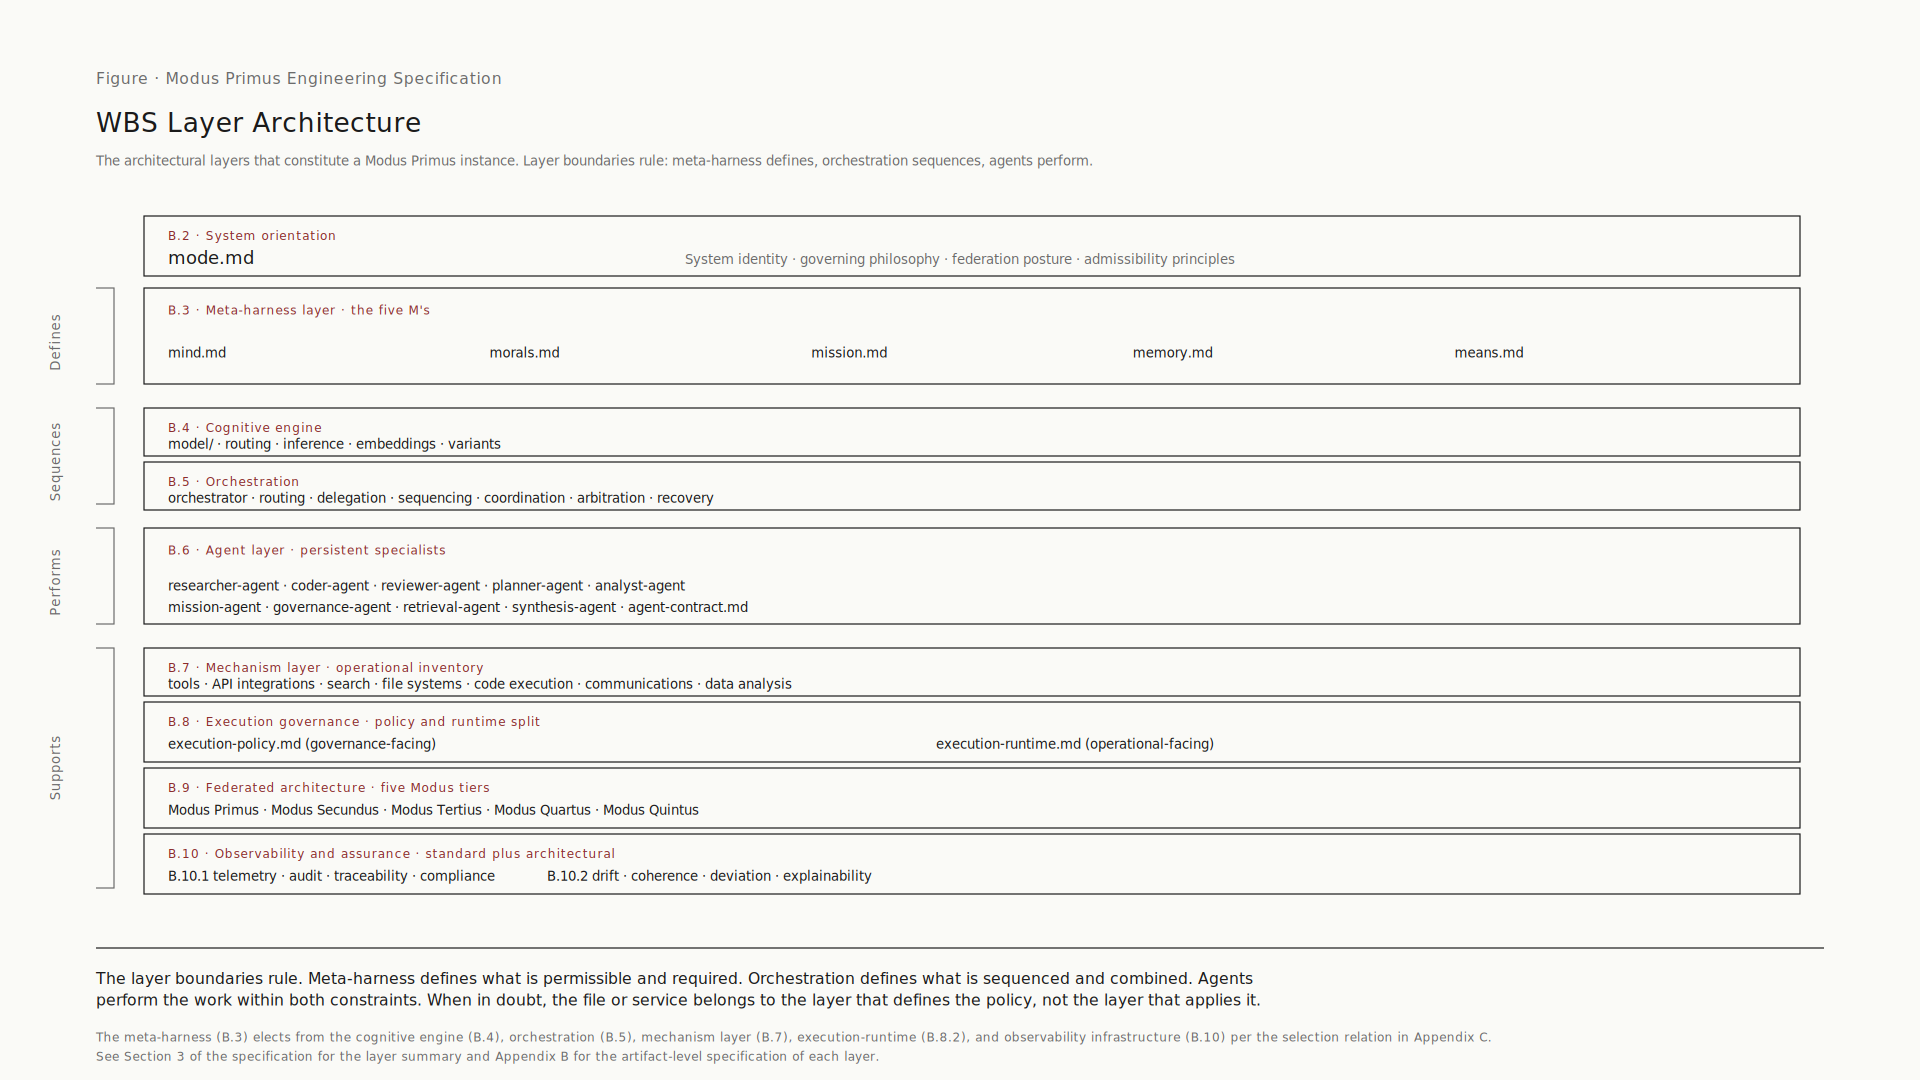 Figure · Modus Primus Engineering Specification
WBS Layer Architecture
The architectural layers that constitute a Modus Primus instance. Layer boundaries rule: meta-harness defines, orchestration sequences, agents perform.
B.2 · System orientation
mode.md
System identity · governing philosophy · federation posture · admissibility principles
Defines
B.3 · Meta-harness layer · the five M's
mind.md
morals.md
mission.md
memory.md
means.md
Sequences
B.4 · Cognitive engine
model/ · routing · inference · embeddings · variants
B.5 · Orchestration
orchestrator · routing · delegation · sequencing · coordination · arbitration · recovery
Performs
B.6 · Agent layer · persistent specialists
researcher-agent · coder-agent · reviewer-agent · planner-agent · analyst-agent
mission-agent · governance-agent · retrieval-agent · synthesis-agent · agent-contract.md
Supports
B.7 · Mechanism layer · operational inventory
tools · API integrations · search · file systems · code execution · communications · data analysis
B.8 · Execution governance · policy and runtime split
execution-policy.md (governance-facing)
execution-runtime.md (operational-facing)
B.9 · Federated architecture · five Modus tiers
Modus Primus · Modus Secundus · Modus Tertius · Modus Quartus · Modus Quintus
B.10 · Observability and assurance · standard plus architectural
B.10.1 telemetry · audit · traceability · compliance
B.10.2 drift · coherence · deviation · explainability
The layer boundaries rule. Meta-harness defines what is permissible and required. Orchestration defines what is sequenced and combined. Agents
perform the work within both constraints. When in doubt, the file or service belongs to the layer that defines the policy, not the layer that applies it.
The meta-harness (B.3) elects from the cognitive engine (B.4), orchestration (B.5), mechanism layer (B.7), execution-runtime (B.8.2), and observability infrastructure (B.10) per the selection relation in Appendix C.
See Section 3 of the specification for the layer summary and Appendix B for the artifact-level specification of each layer.